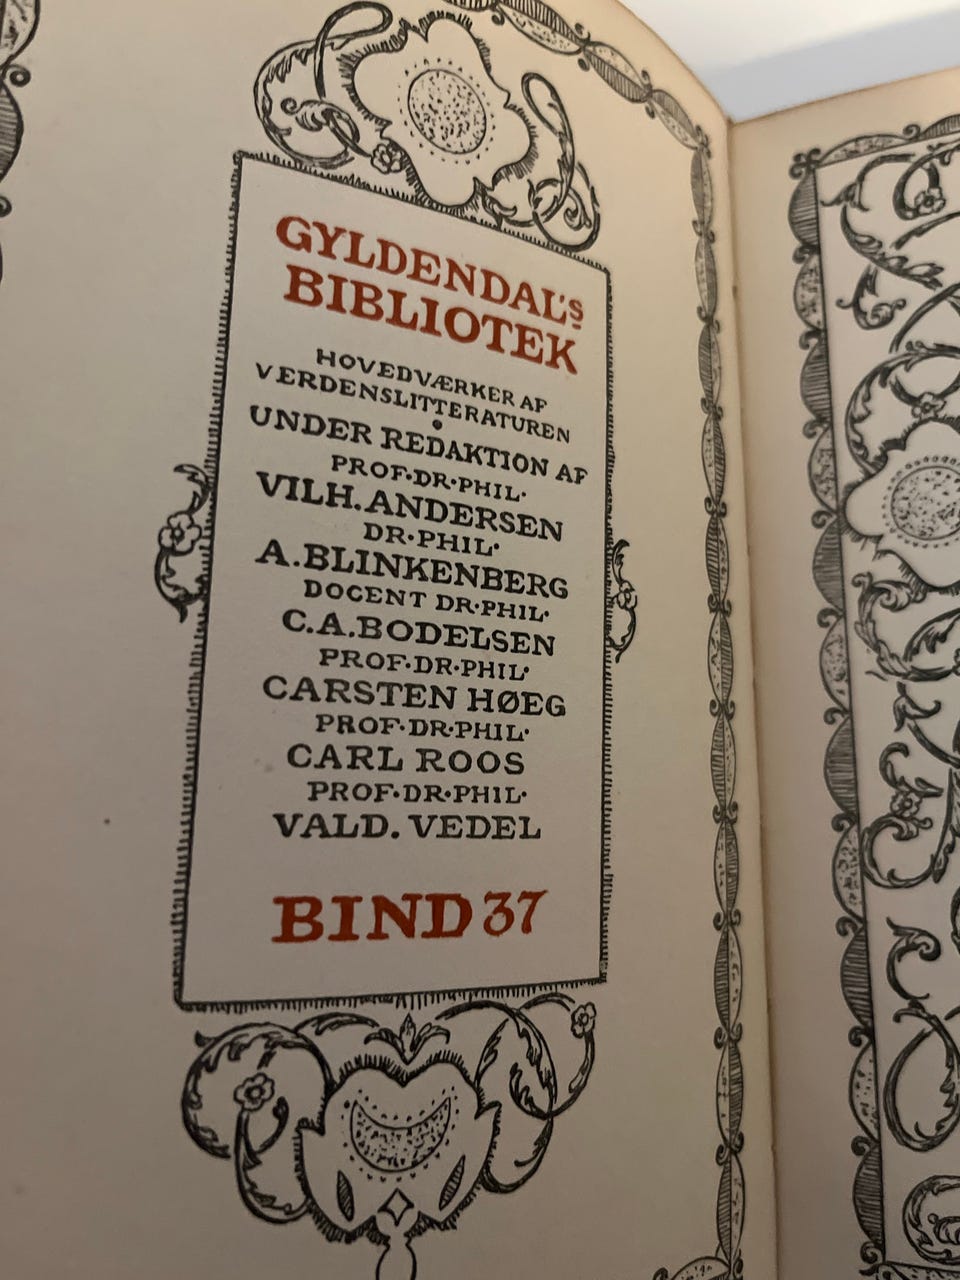 GYLDENDAL'S
BIBLIOTEK
HOVEDVÆRKER AF
VERDENSLITTERATUREN
•
UNDER REDAKTION AF
PROF·DR·PHIL·
VILH. ANDERSEN
DR·PHIL·
A. BLINKENBERG
DOCENT DR·PHIL·
C. A. BODELSEN
PROF·DR·PHIL·
CARSTEN HØEG
PROF·DR·PHIL·
CARL ROOS
PROF·DR·PHIL·
VALD. VEDEL
BIND 37